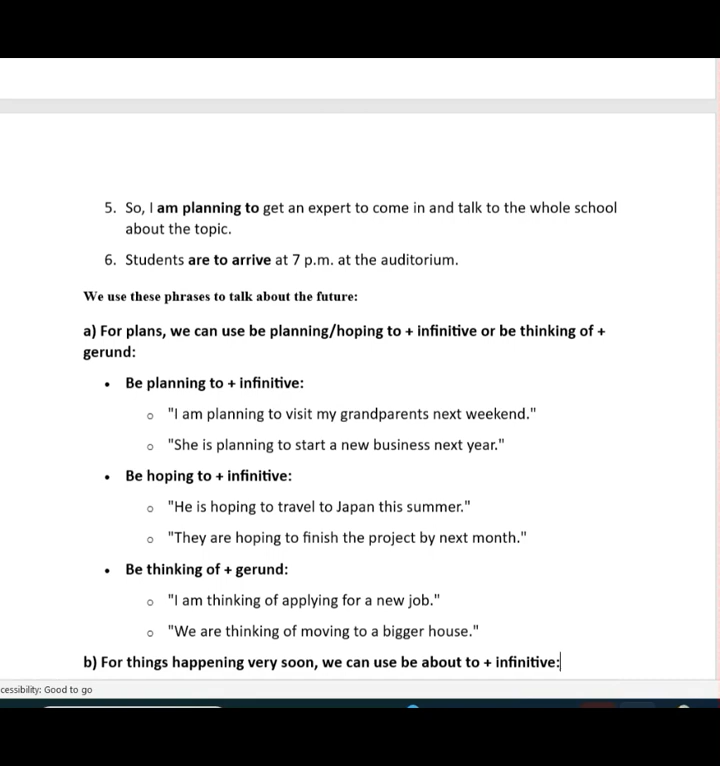 5. So, I am planning to get an expert to come in and talk to the whole school
about the topic.
6. Students are to arrive at 7 p.m. at the auditorium.
We use these phrases to talk about the future:
a) For plans, we can use be planning/hoping to + infinitive or be thinking of +
gerund:
• Be planning to + infinitive:
o "I am planning to visit my grandparents next weekend."
o "She is planning to start a new business next year."
• Be hoping to + infinitive:
o "He is hoping to travel to Japan this summer."
o "They are hoping to finish the project by next month."
• Be thinking of + gerund:
o "I am thinking of applying for a new job."
o "We are thinking of moving to a bigger house."
b) For things happening very soon, we can use be about to + infinitive:
cessibility: Good to go